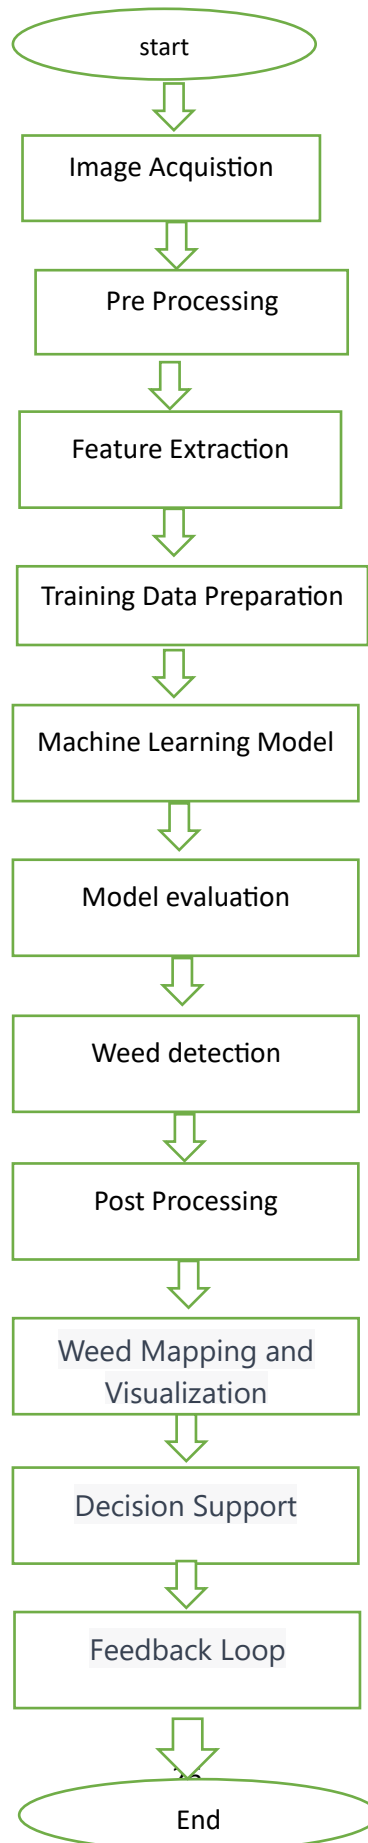 start
Image Acquistion
Pre Processing
Feature Extraction
Training Data Preparation
Machine Learning Model
Model evaluation
Weed detection
Post Processing
Weed Mapping and
Visualization
Decision Support
Feedback Loop
End